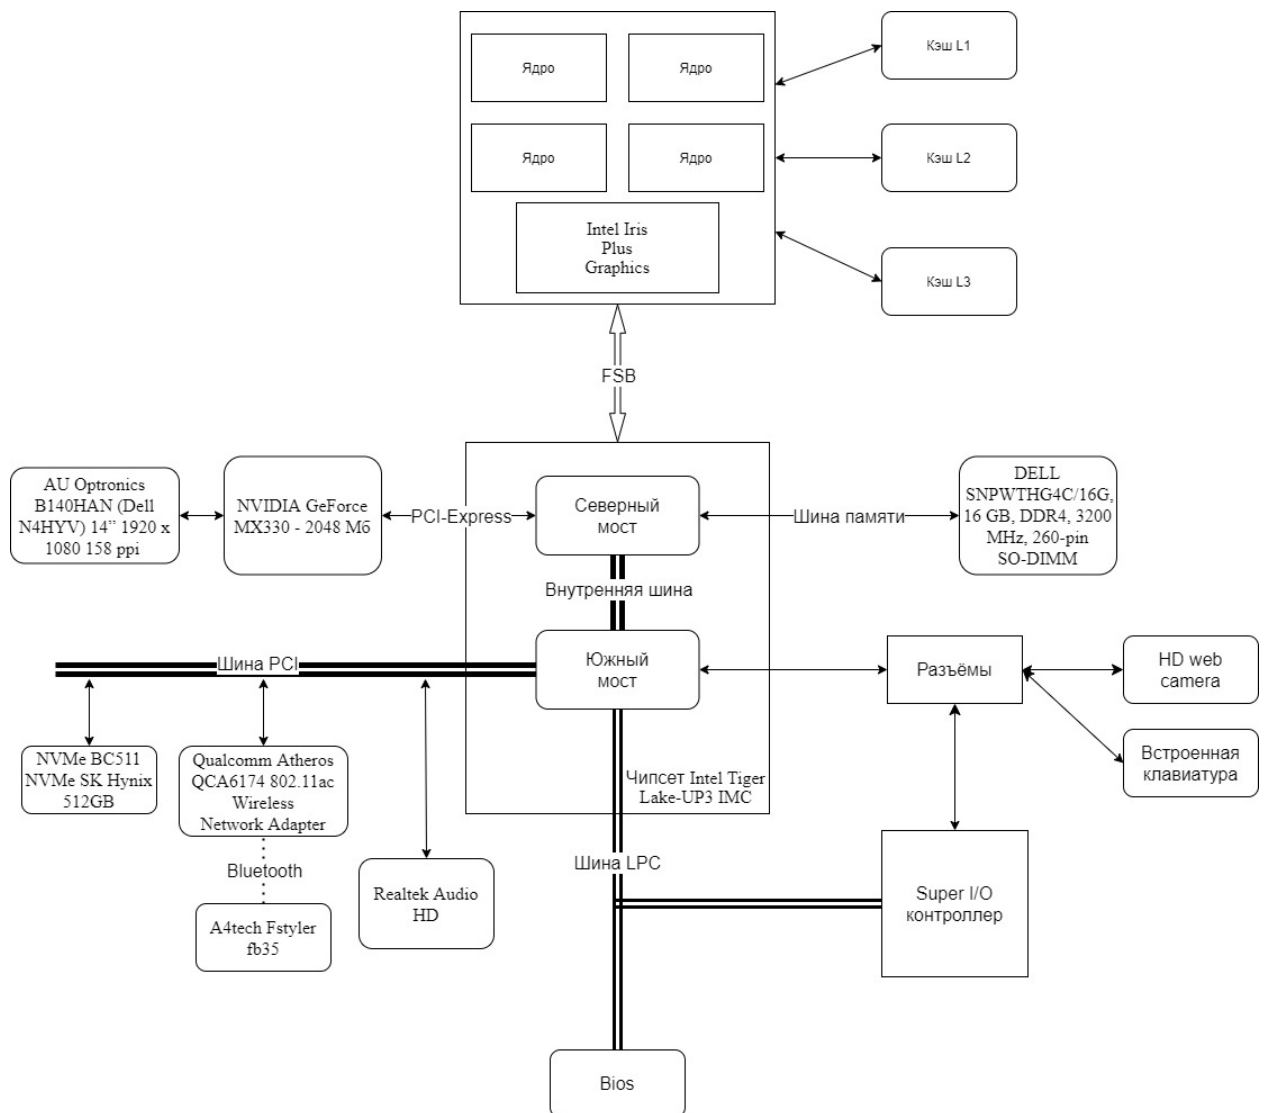 Ядро
Ядро
Кэш L1
Ядро
Ядро
Кэш L2
Intel Iris
Plus
Graphics
Кэш L3
FSB
AU Optronics
B140HAN (Dell
N4HYV) 14” 1920 x
1080 158 ppi
NVIDIA GeForce
MX330 - 2048 Мб
PCI-Express
Северный
мост
Шина памяти
DELL
SNPWTHG4C/16G,
16 GB, DDR4, 3200
MHz, 260-pin
SO-DIMM
Внутренняя шина
Шина PCI
Южный
мост
Разъёмы
HD web
camera
Встроенная
клавиатура
NVMe BC511
NVMe SK Hynix
512GB
Qualcomm Atheros
QCA6174 802.11ac
Wireless
Network Adapter
Чипсет Intel Tiger
Lake-UP3 IMC
Bluetooth
Шина LPC
A4tech Fstyler
fb35
Realtek Audio
HD
Super I/O
контроллер
Bios